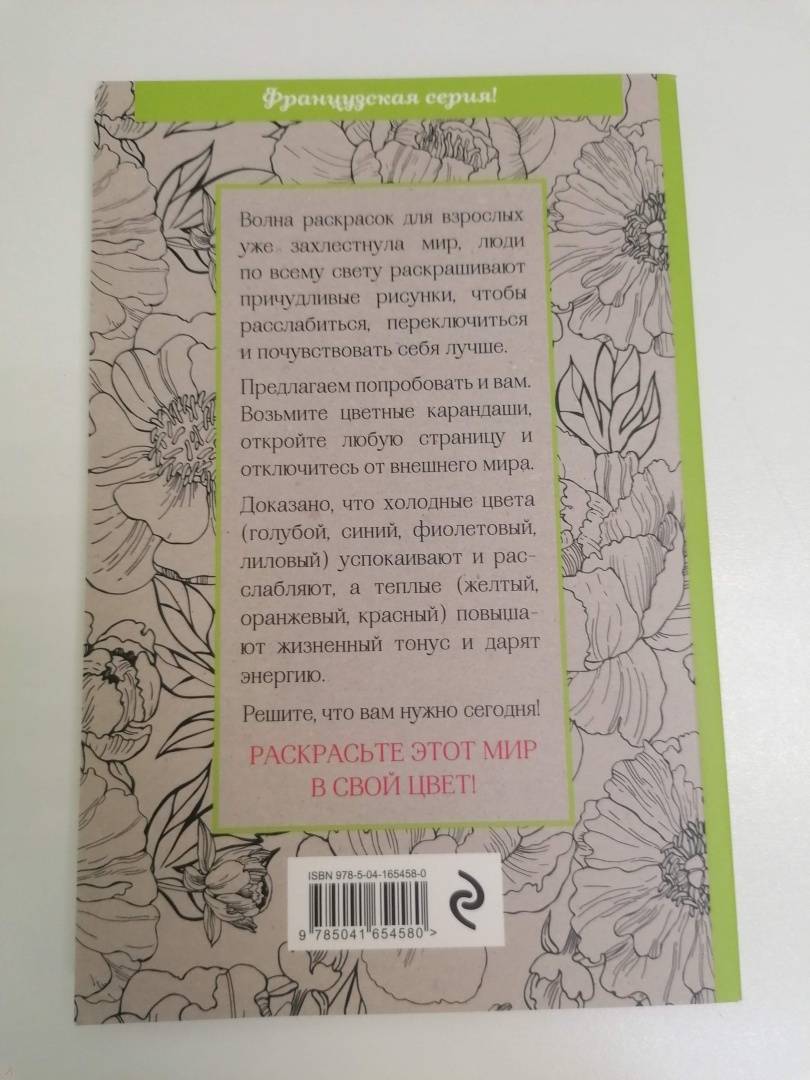 Французская серия!
Волна раскрасок для взрослых
уже захлестнула мир, люди
по всему свету раскрашивают
причудливые рисунки, чтобы
расслабиться, переключиться
и почувствовать себя лучше.
Предлагаем попробовать и вам.
Возьмите цветные карандаши,
откройте любую страницу и
отключитесь от внешнего мира.
Доказано, что холодные цвета
(голубой, синий, фиолетовый,
лиловый) успокаивают и рас-
слабляют, а теплые (желтый,
оранжевый, красный) повыша-
ют жизненный тонус и дарят
энергию.
Решите, что вам нужно сегодня!
РАСКРАСЬТЕ ЭТОТ МИР
В СВОЙ ЦВЕТ!
ISBN 978-5-04-165458-0
9 785041 654580 >